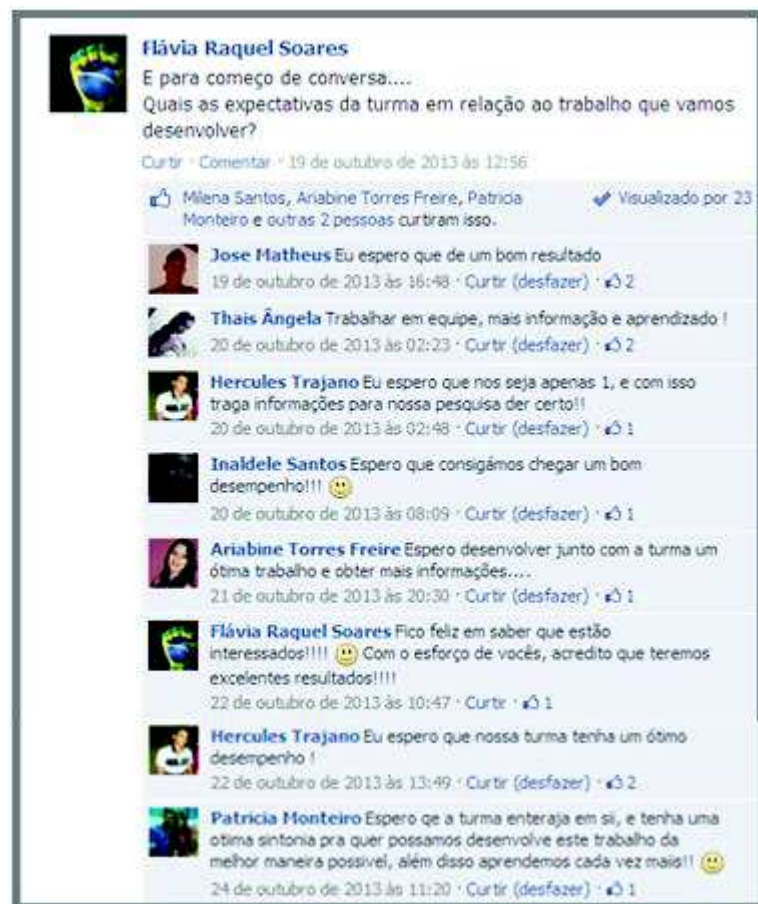 Flávia Raquel Soares
E para começo de conversa....
Quais as expectativas da turma em relação ao trabalho que vamos
desenvolver?
Curtir · Comentar · 19 de outubro de 2013 às 12:56
Milena Santos, Ariabine Torres Freire, Patricia
Monteiro e outras 2 pessoas curtiram isso.
Visualizado por 23
Jose Matheus Eu espero que de um bom resultado
19 de outubro de 2013 às 16:48 · Curtir (desfazer) · 2
Thais Ângela Trabalhar em equipe, mais informação e aprendizado !
20 de outubro de 2013 às 02:23 · Curtir (desfazer) · 2
Hercules Trajano Eu espero que nos seja apenas 1, e com isso
traga informações para nossa pesquisa der certo!!
20 de outubro de 2013 às 02:48 · Curtir (desfazer) · 1
Inaldele Santos Espero que consigámos chegar um bom
desempenho!!!
20 de outubro de 2013 às 08:09 · Curtir (desfazer) · 1
Ariabine Torres Freire Espero desenvolver junto com a turma um
ótima trabalho e obter mais informações....
21 de outubro de 2013 às 20:30 · Curtir (desfazer) · 1
Flávia Raquel Soares Fico feliz em saber que estão
interessados!!!! Com o esforço de vocês, acredito que teremos
excelentes resultados!!!!
22 de outubro de 2013 às 10:47 · Curtir · 1
Hercules Trajano Eu espero que nossa turma tenha um ótimo
desempenho !
22 de outubro de 2013 às 13:49 · Curtir (desfazer) · 2
Patricia Monteiro Espero qe a turma enteraja em sii, e tenha uma
otima sintonia pra quer possamos desenvolve este trabalho da
melhor maneira possivel, além disso aprendemos cada vez mais!!
24 de outubro de 2013 às 11:20 · Curtir (desfazer) · 1